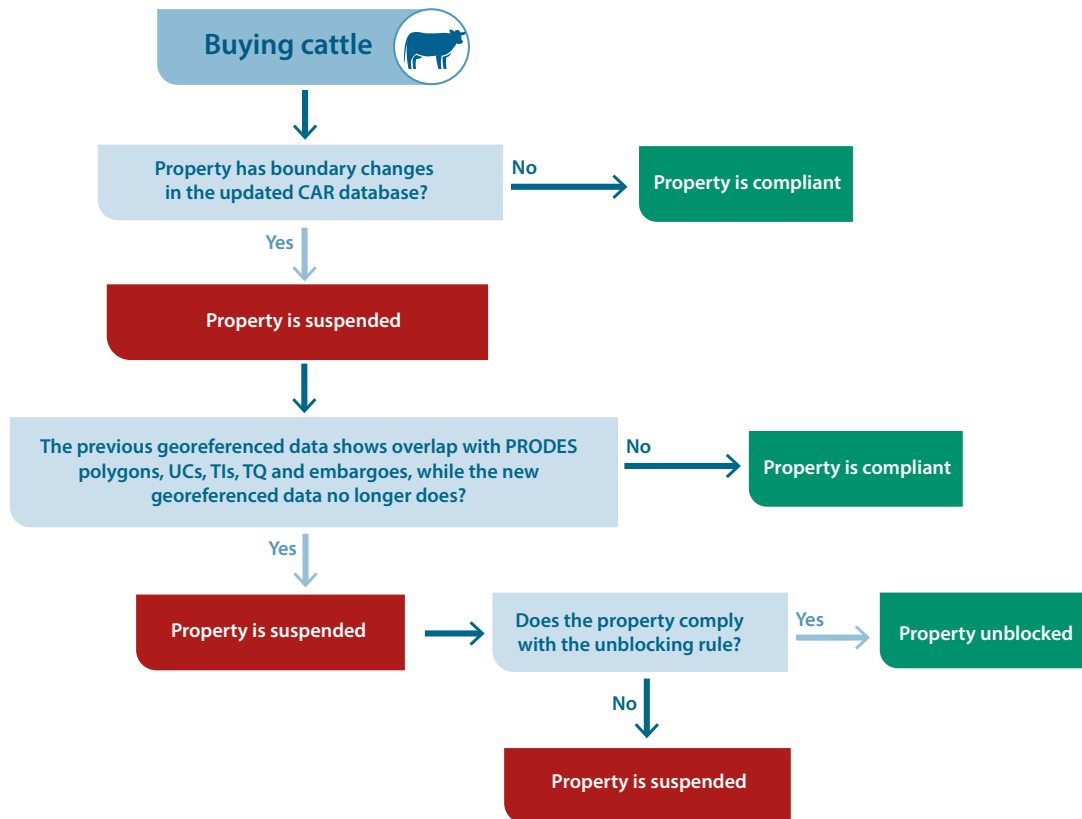 Buying cattle
Property has boundary changes
in the updated CAR database?
No
Property is compliant
Yes
Property is suspended
The previous georeferenced data shows overlap with PRODES
polygons, UCs, TIs, TQ and embargoes, while the new
georeferenced data no longer does?
No
Property is compliant
Yes
Property is suspended
Does the property comply
with the unblocking rule?
Yes
Property unblocked
No
Property is suspended